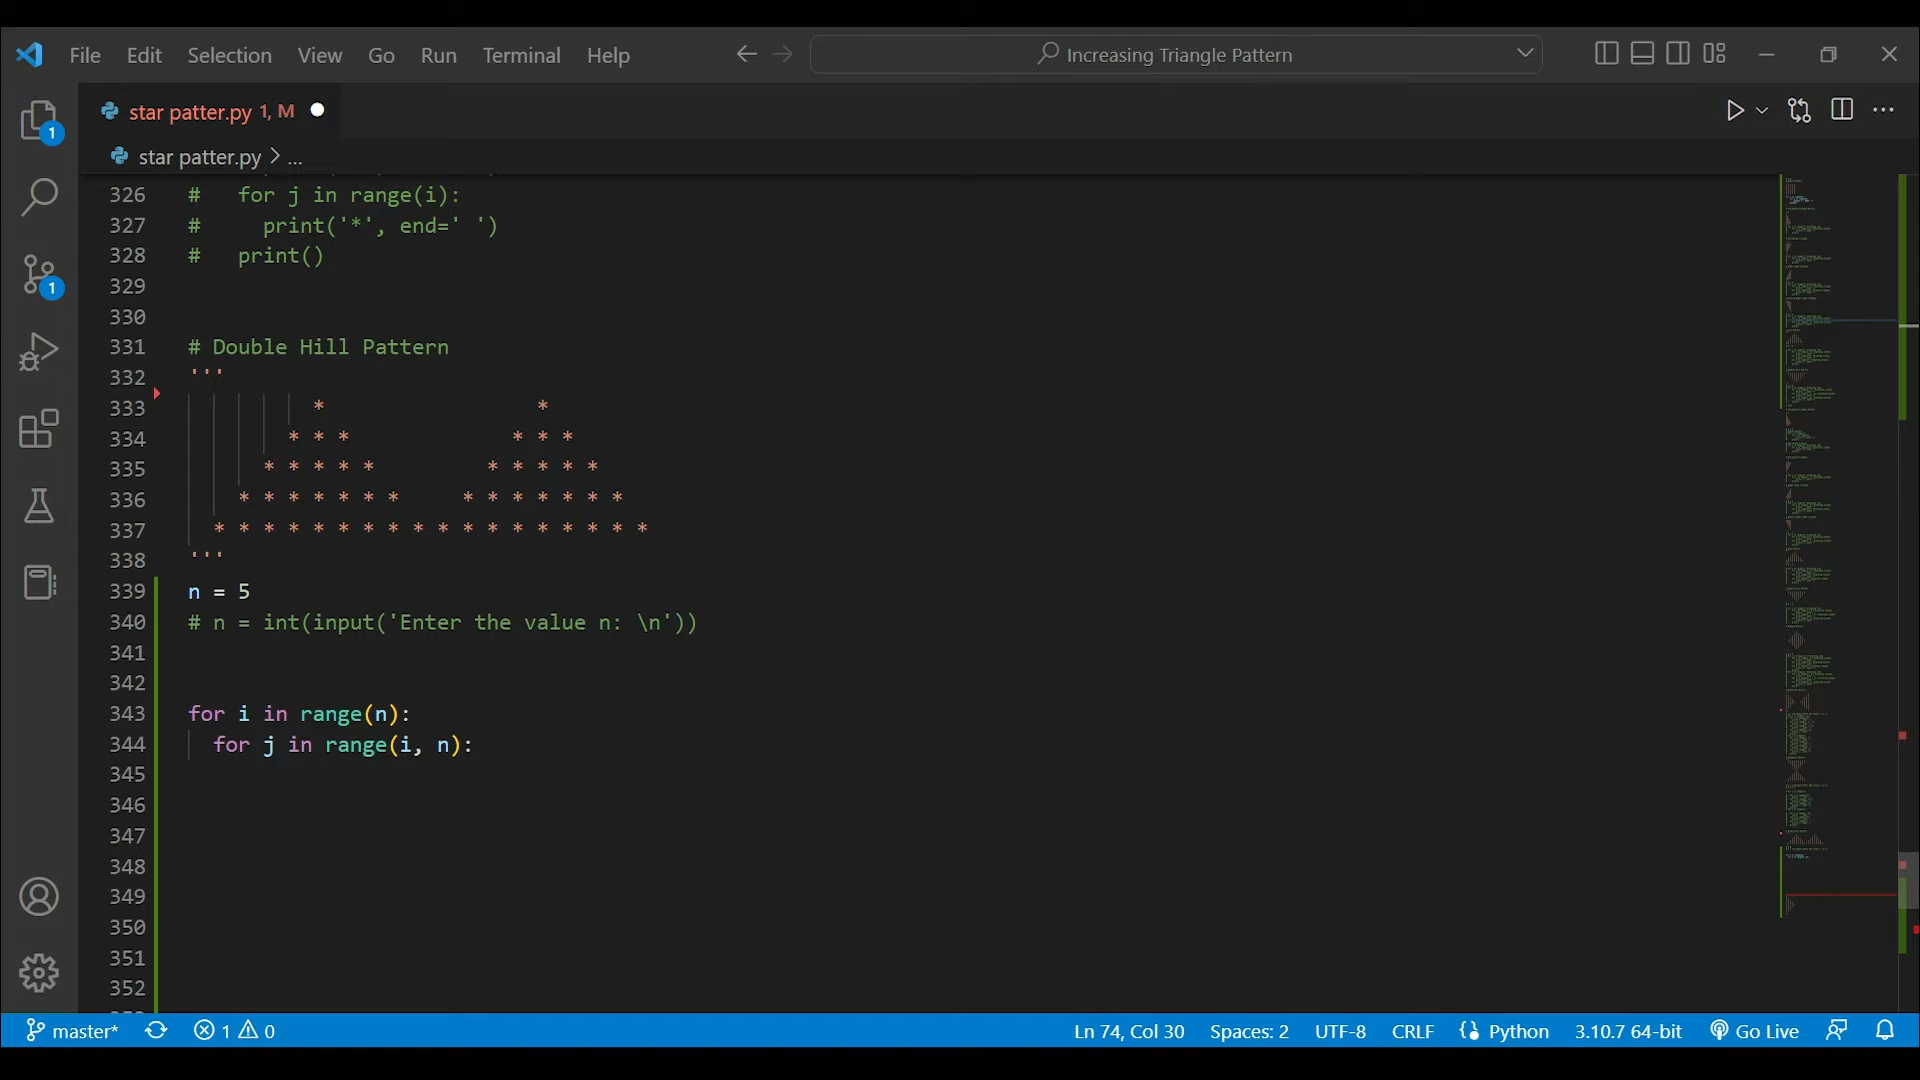 File Edit Selection View Go Run Terminal Help
Increasing Triangle Pattern
star patter.py 1, M
star patter.py > ...
326 #   for j in range(i):
327 #     print('*', end=' ')
328 #   print()
329
330
331 # Double Hill Pattern
332 '''
333           *                 *
334         * * *             * * *
335       * * * * *         * * * * *
336     * * * * * * *     * * * * * * *
337   * * * * * * * * * * * * * * * * * *
338 '''
339 n = 5
340 # n = int(input('Enter the value n: \n'))
341
342
343 for i in range(n):
344   for j in range(i, n):
345
346
347
348
349
350
351
352
1
1
master* 1 0 Ln 74, Col 30 Spaces: 2 UTF-8 CRLF Python 3.10.7 64-bit Go Live